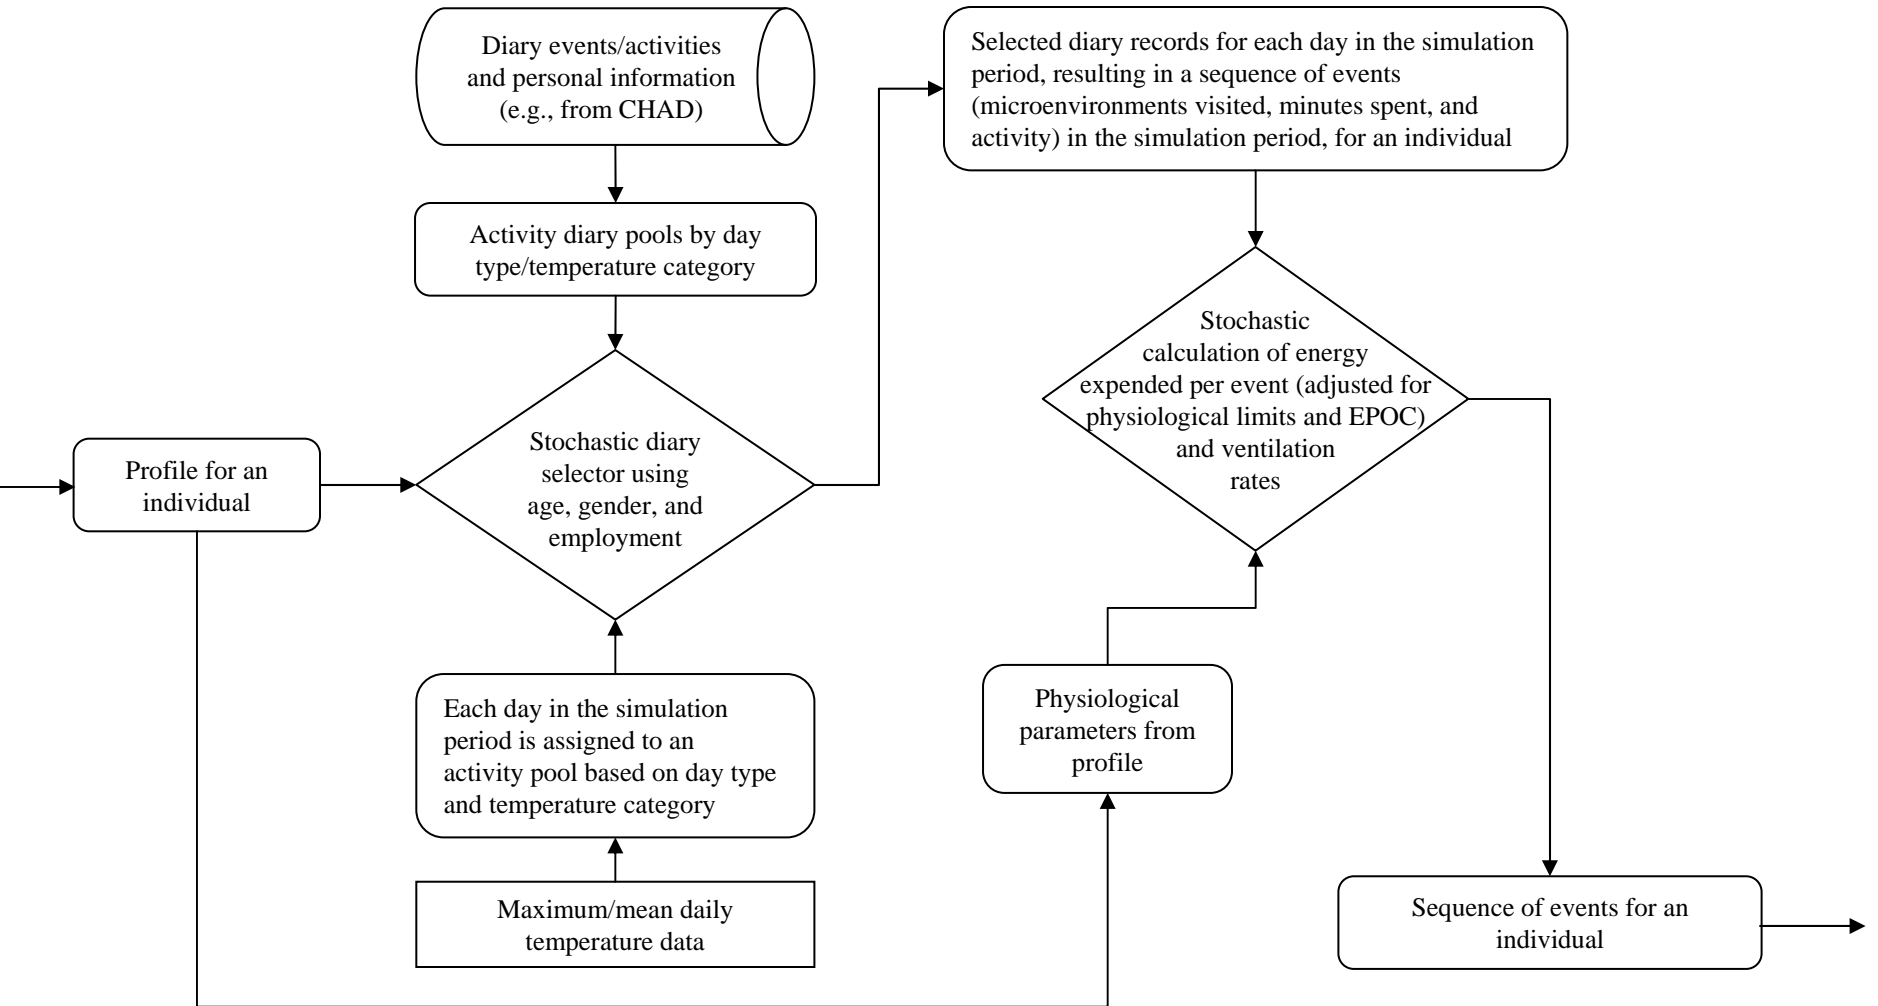 Diary events/activities
and personal information
(e.g., from CHAD)
Selected diary records for each day in the simulation
period, resulting in a sequence of events
(microenvironments visited, minutes spent, and
activity) in the simulation period, for an individual
Activity diary pools by day
type/temperature category
Stochastic
calculation of energy
expended per event (adjusted for
physiological limits and EPOC)
and ventilation
rates
Profile for an
individual
Stochastic diary
selector using
age, gender, and
employment
Each day in the simulation
period is assigned to an
activity pool based on day type
and temperature category
Physiological
parameters from
profile
Maximum/mean daily
temperature data
Sequence of events for an
individual